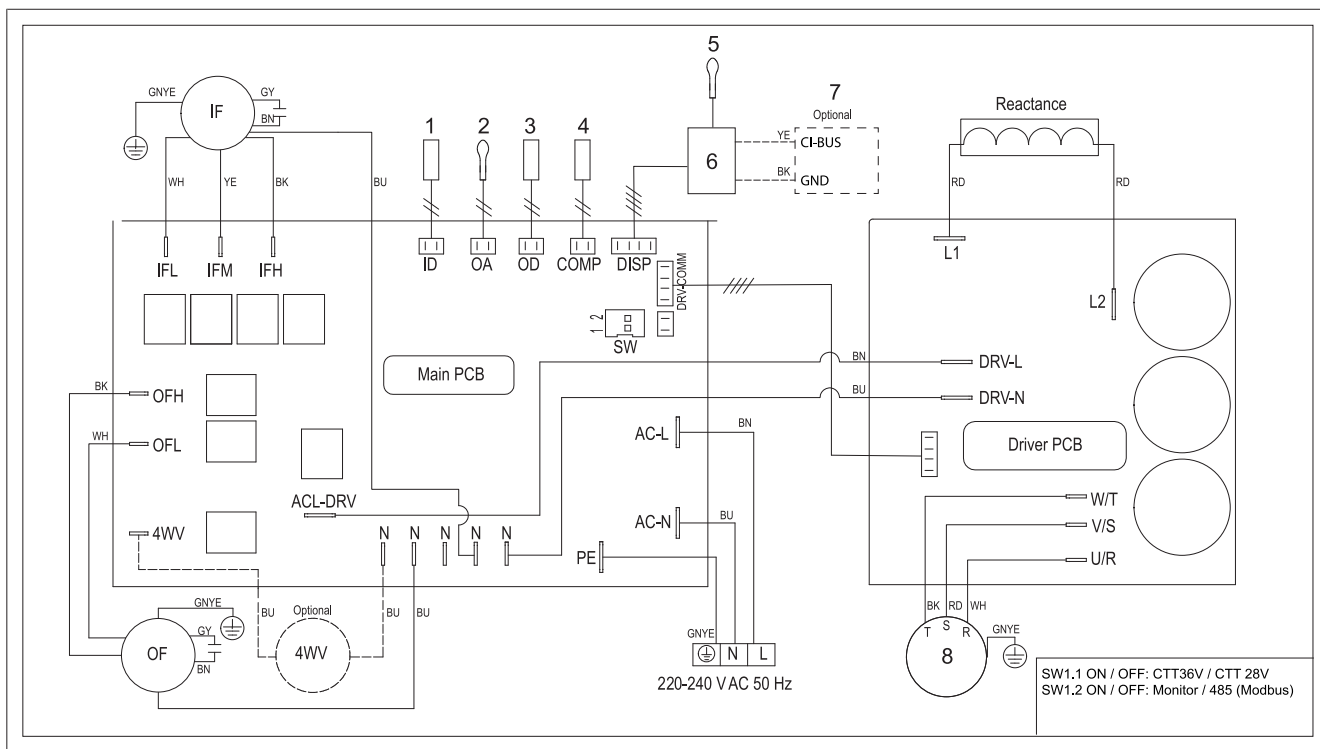 5
7
Optional
GNYE
IF
GY
BN
1
2
3
4
6
YE
CI-BUS
BK
GND
Reactance
WH
YE
BK
BU
RD
RD
IFL
IFM
IFH
ID
OA
OD
COMP
DISP
DRV-COMM
L1
L2
1 2
SW
Main PCB
BN
DRV-L
BU
DRV-N
BK
OFH
WH
OFL
AC-L
BN
Driver PCB
ACL-DRV
W/T
4WV
N
N
N
N
N
AC-N
BU
V/S
PE
U/R
GNYE
BU
Optional
BU
BU
BK
RD
WH
GY
OF
BN
4WV
GNYE
N
L
T
S
R
GNYE
8
220-240 V AC 50 Hz
SW1.1 ON / OFF: CTT36V / CTT 28V
SW1.2 ON / OFF: Monitor / 485 (Modbus)